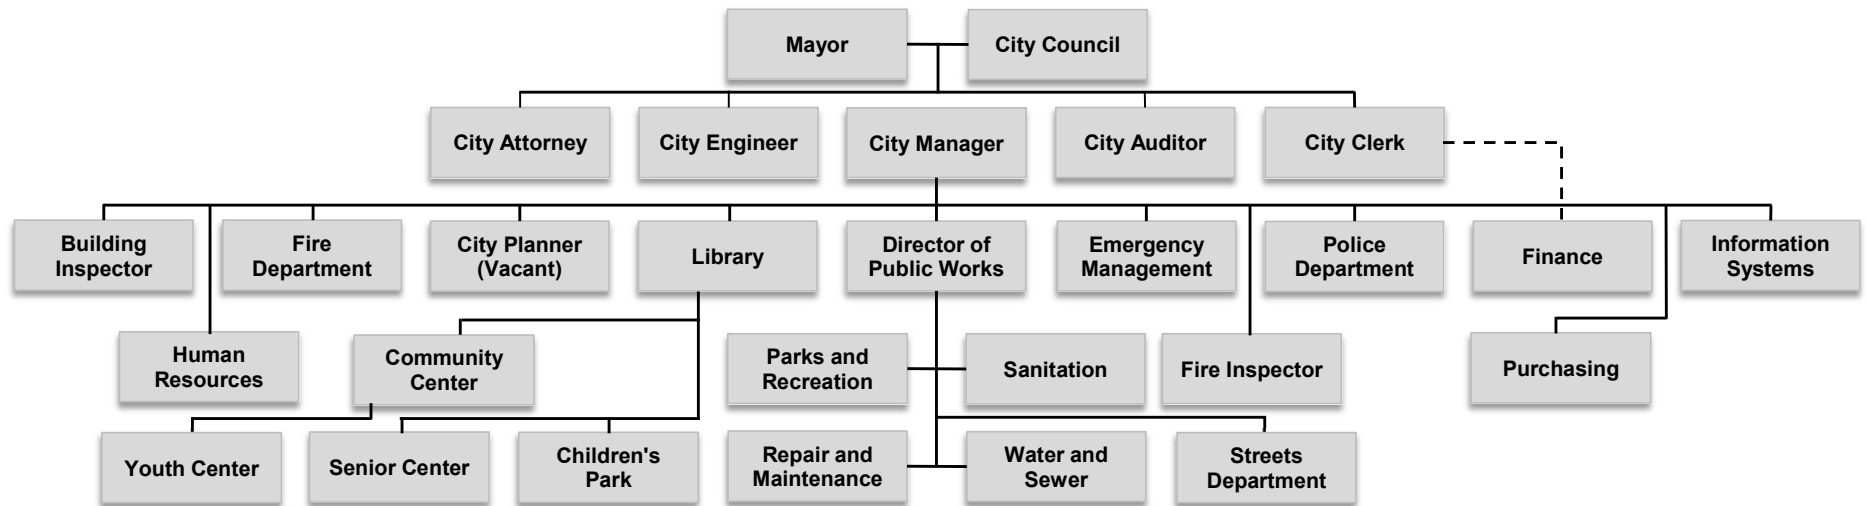 Mayor
City Council
City Attorney
City Engineer
City Manager
City Auditor
City Clerk
Building
Inspector
Fire
Department
City Planner
(Vacant)
Library
Director of
Public Works
Emergency
Management
Police
Department
Finance
Information
Systems
Human
Resources
Community
Center
Parks and
Recreation
Sanitation
Fire Inspector
Purchasing
Youth Center
Senior Center
Children's
Park
Repair and
Maintenance
Water and
Sewer
Streets
Department